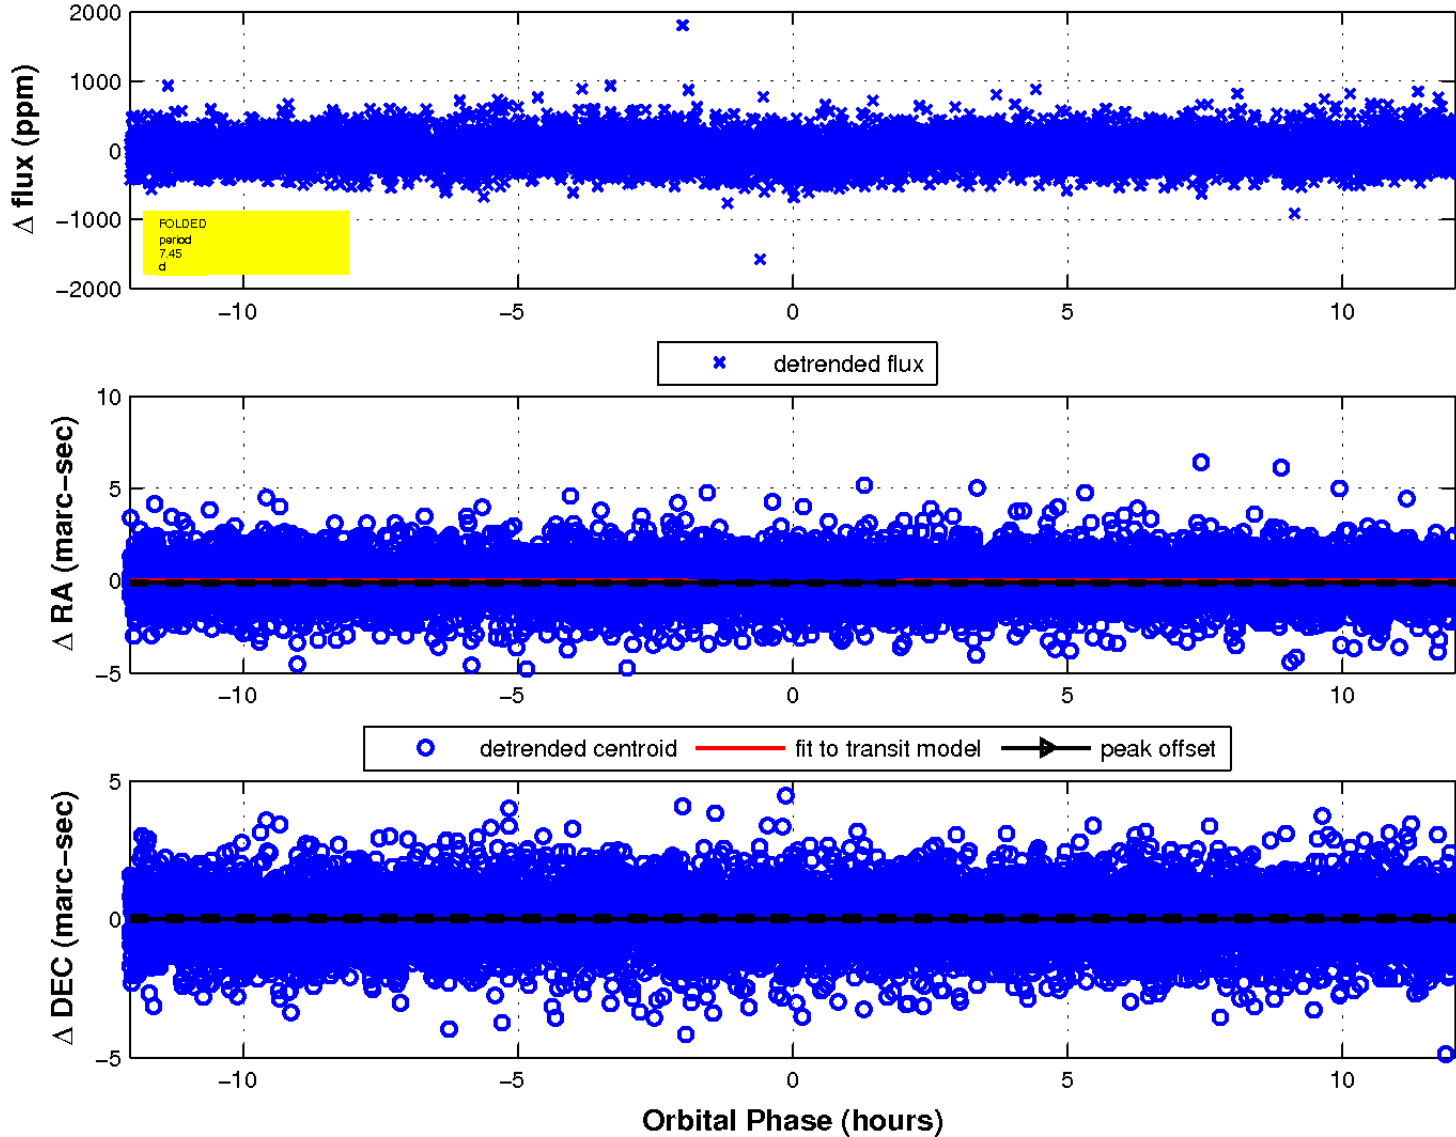 2000
1000
0
−1000
−2000
Δ flux (ppm)
FOLDED
period
7.45
d
−10 −5 0 5 10
detrended flux
10
5
0
−5
Δ RA (marc−sec)
−10 −5 0 5 10
detrended centroid fit to transit model peak offset
5
0
−5
Δ DEC (marc−sec)
−10 −5 0 5 10
Orbital Phase (hours)